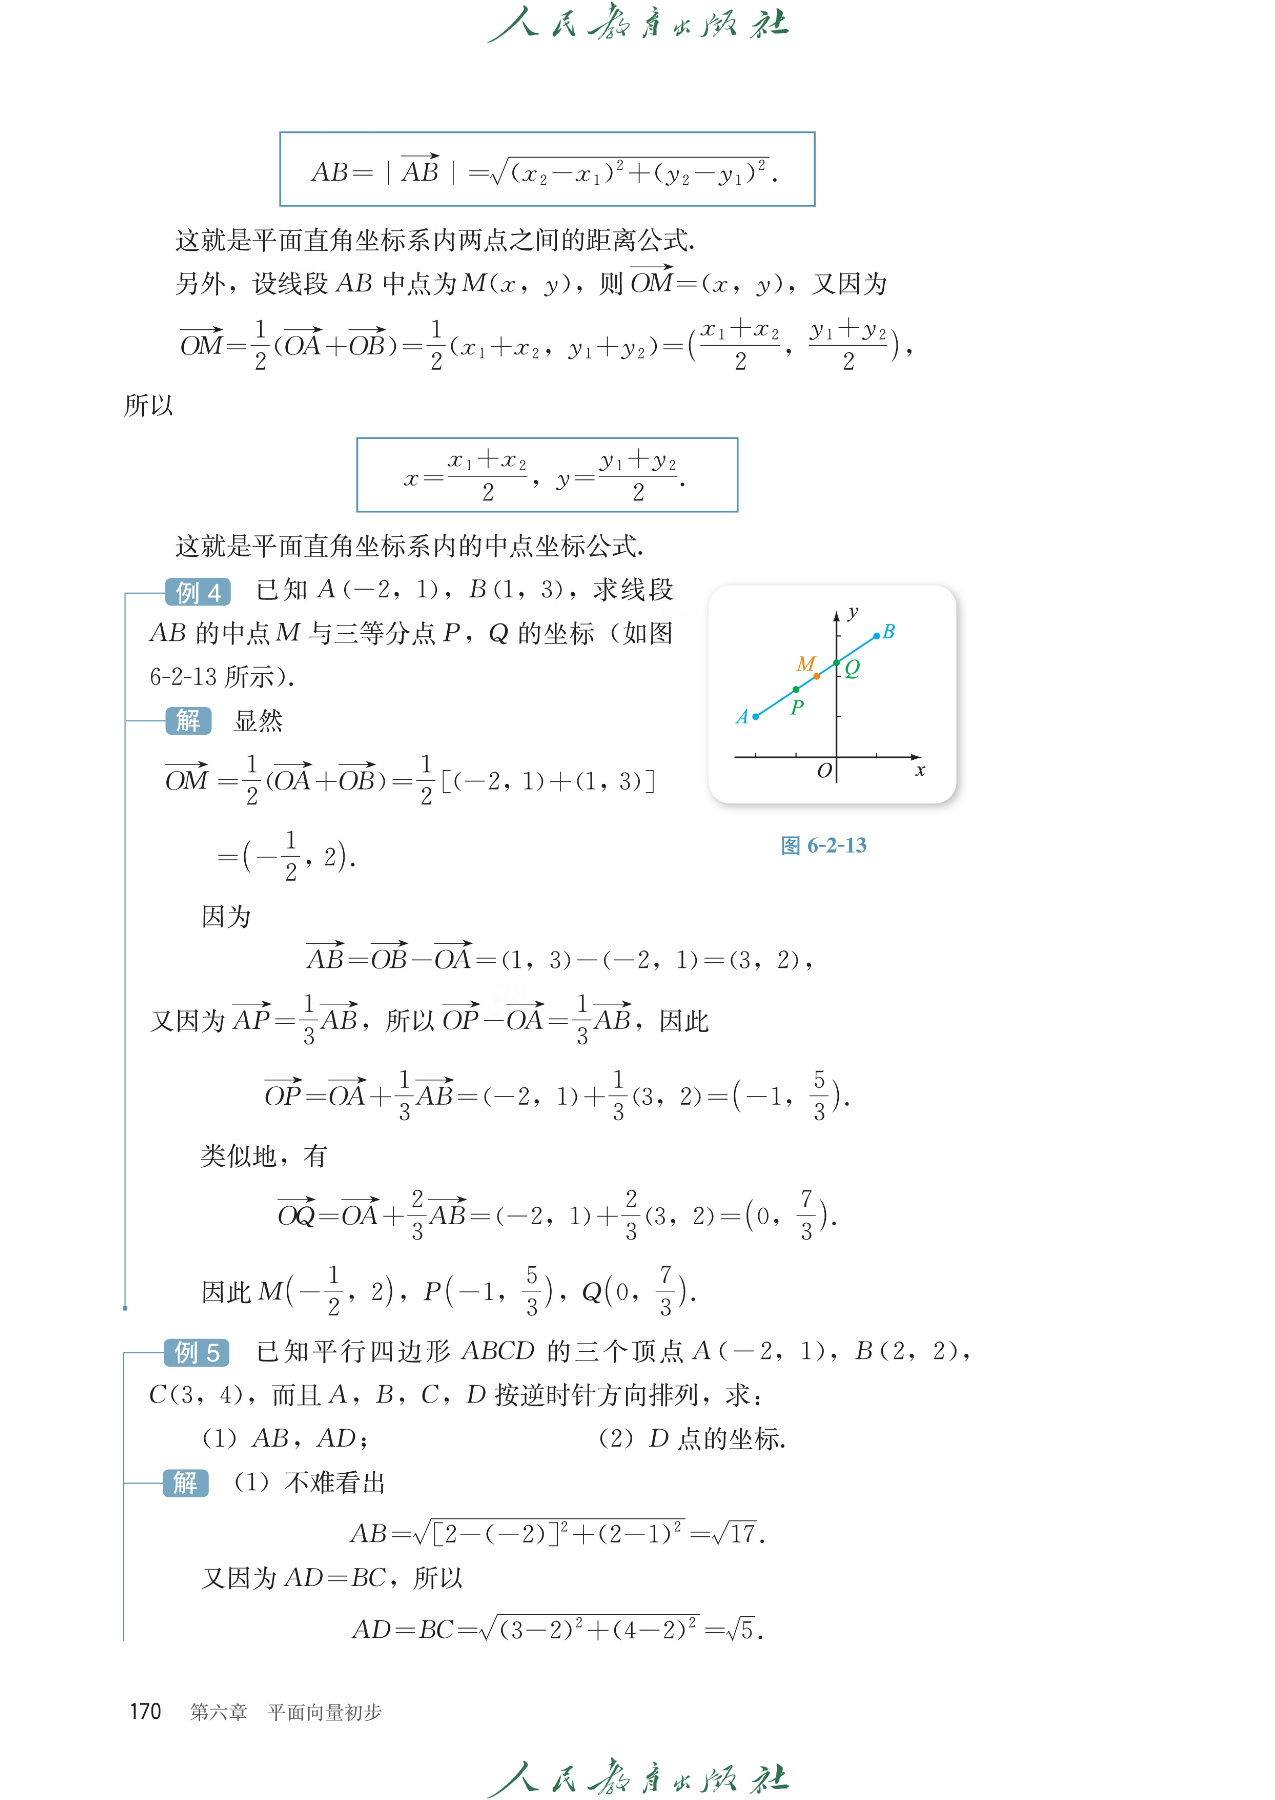 人民教育出版社
AB=|$\overrightarrow{AB}$|=$\sqrt{(x_2-x_1)^2+(y_2-y_1)^2}$.
这就是平面直角坐标系内两点之间的距离公式.
另外，设线段 AB 中点为M(x，y)，则$\overrightarrow{OM}$=(x，y)，又因为
$\overrightarrow{OM}=\frac{1}{2}(\overrightarrow{OA}+\overrightarrow{OB})=\frac{1}{2}(x_1+x_2，y_1+y_2)=\left(\frac{x_1+x_2}{2}，\frac{y_1+y_2}{2}\right)$，
所以
$x=\frac{x_1+x_2}{2}，y=\frac{y_1+y_2}{2}$.
这就是平面直角坐标系内的中点坐标公式.
例 4 已知 A(-2，1)，B(1，3)，求线段
AB 的中点 M 与三等分点 P，Q 的坐标（如图
6-2-13 所示）.
解 显然
$\overrightarrow{OM}=\frac{1}{2}(\overrightarrow{OA}+\overrightarrow{OB})=\frac{1}{2}[(-2，1)+(1，3)]$
$=\left(-\frac{1}{2}，2\right)$.
y
B
M
Q
A
P
O
x
图 6-2-13
因为
$\overrightarrow{AB}=\overrightarrow{OB}-\overrightarrow{OA}=(1，3)-(-2，1)=(3，2)$，
又因为$\overrightarrow{AP}=\frac{1}{3}\overrightarrow{AB}$，所以$\overrightarrow{OP}-\overrightarrow{OA}=\frac{1}{3}\overrightarrow{AB}$，因此
$\overrightarrow{OP}=\overrightarrow{OA}+\frac{1}{3}\overrightarrow{AB}=(-2，1)+\frac{1}{3}(3，2)=\left(-1，\frac{5}{3}\right)$.
类似地，有
$\overrightarrow{OQ}=\overrightarrow{OA}+\frac{2}{3}\overrightarrow{AB}=(-2，1)+\frac{2}{3}(3，2)=\left(0，\frac{7}{3}\right)$.
因此 $M\left(-\frac{1}{2}，2\right)，P\left(-1，\frac{5}{3}\right)，Q\left(0，\frac{7}{3}\right)$.
例 5 已知平行四边形 ABCD 的三个顶点 A(-2，1)，B(2，2)，
C(3，4)，而且 A，B，C，D 按逆时针方向排列，求：
（1）AB，AD； （2）D 点的坐标.
解 （1）不难看出
$AB=\sqrt{[2-(-2)]^2+(2-1)^2}=\sqrt{17}$.
又因为 AD=BC，所以
$AD=BC=\sqrt{(3-2)^2+(4-2)^2}=\sqrt{5}$.
170 第六章 平面向量初步
人民教育出版社